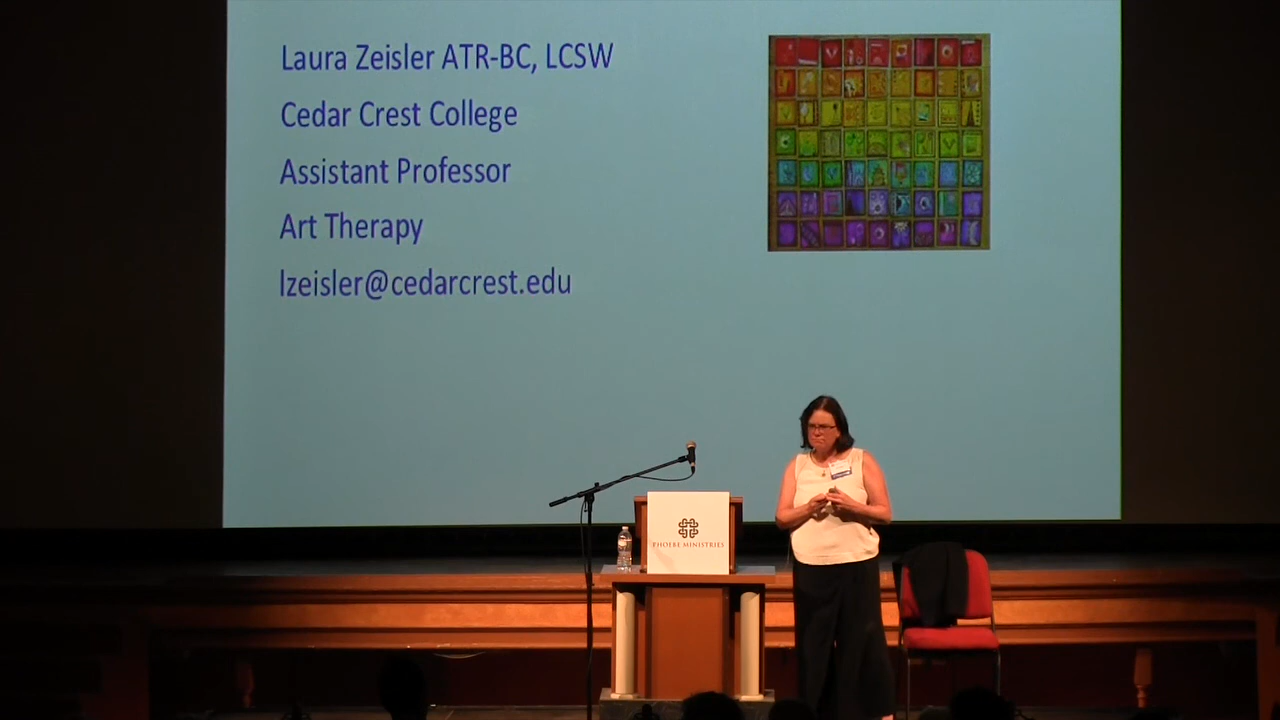 Laura Zeisler ATR-BC, LCSW
Cedar Crest College
Assistant Professor
Art Therapy
lzeisler@cedarcrest.edu
PHOEBE MINISTRIES